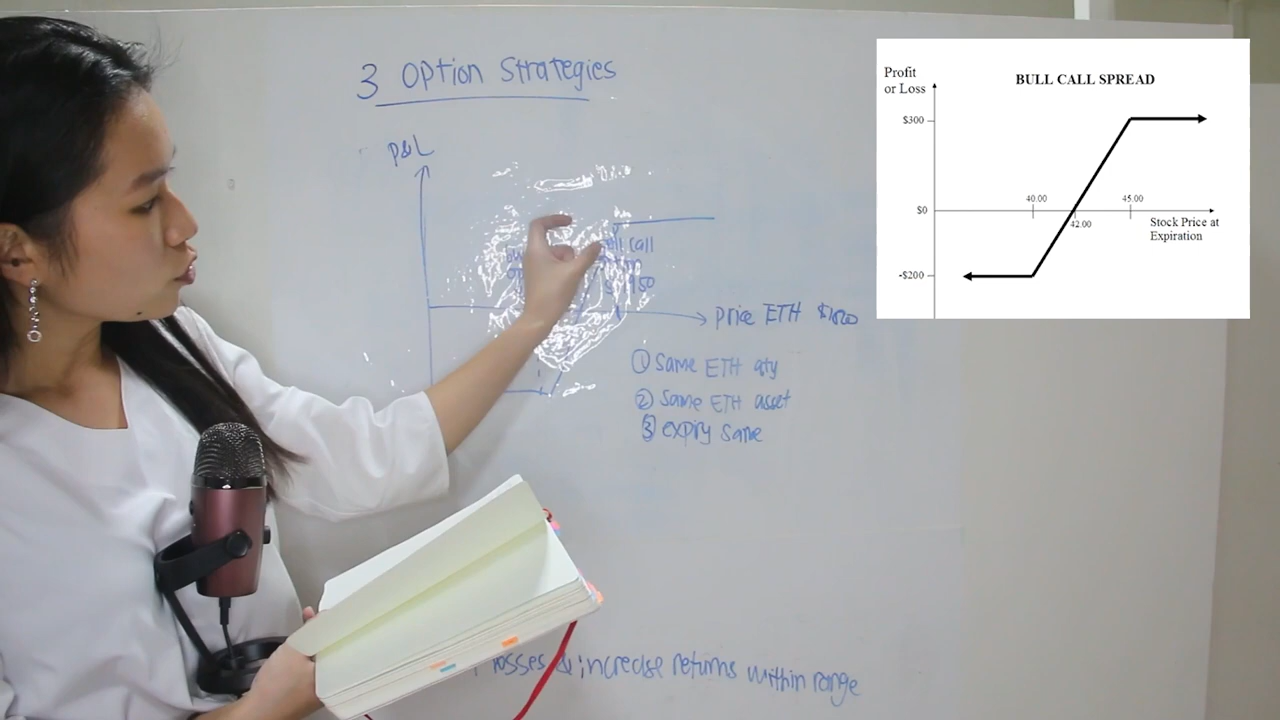 3 Option Strategies
P&L
call
Price ETH
① Same ETH qty
② Same ETH asset
③ expiry same
losses & increase returns within range
Profit
or Loss
BULL CALL SPREAD
$300
$0
40.00
45.00
42.00
Stock Price at
Expiration
-$200